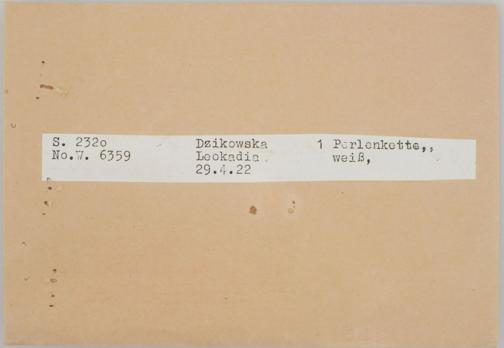 S. 232o Dzikowska 1 Perlenkette,,
No.W. 6359 Leokadia. weiß,
29.4.22